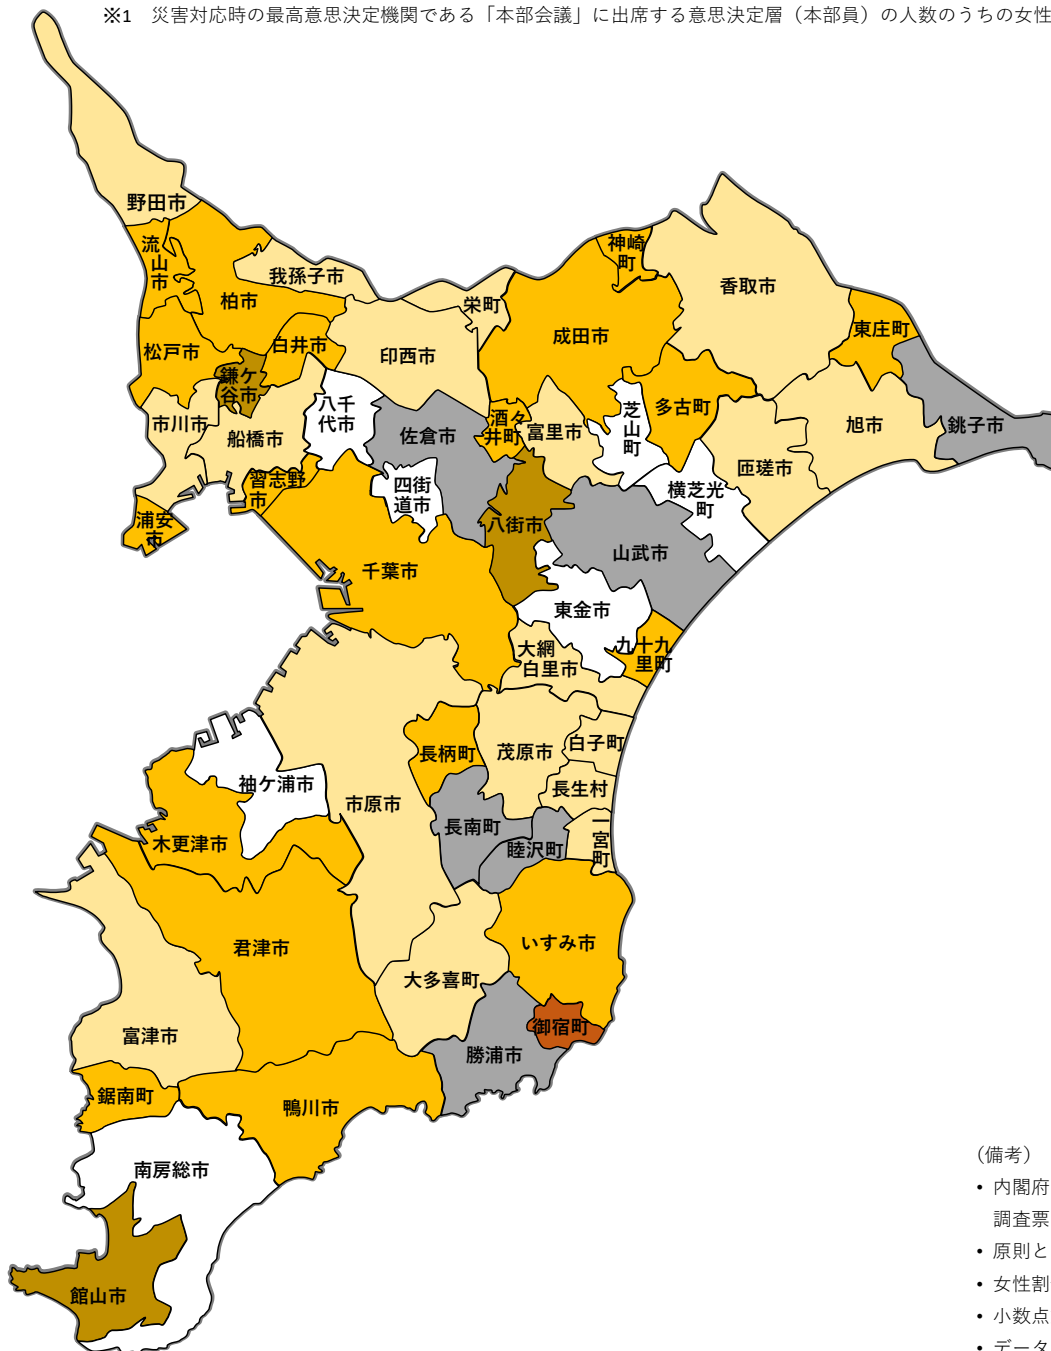 ※1 災害対応時の最高意思決定機関である「本部会議」に出席する意思決定層（本部員）の人数のうちの女性
野田市
流
山
市
柏市
我孫子市
栄町
神崎
町
香取市
成田市
東庄町
松戸市
白井市
印西市
鎌ケ
谷市
市川市
船橋市
八千
代市
佐倉市
酒々
井町
富里市
芝
山
町
多古町
旭市
銚子市
匝瑳市
習志野
市
四街
道市
横芝光
町
浦安
市
八街市
山武市
千葉市
東金市
大網
白里市
九十九
里町
長柄町
茂原市
白子町
長生村
袖ケ浦市
市原市
長南町
睦沢町
一
宮
町
木更津市
君津市
いすみ市
大多喜町
富津市
御宿町
勝浦市
鋸南町
鴨川市
南房総市
館山市
（備考）
• 内閣府
調査票
• 原則と
• 女性割
• 小数点
• データ